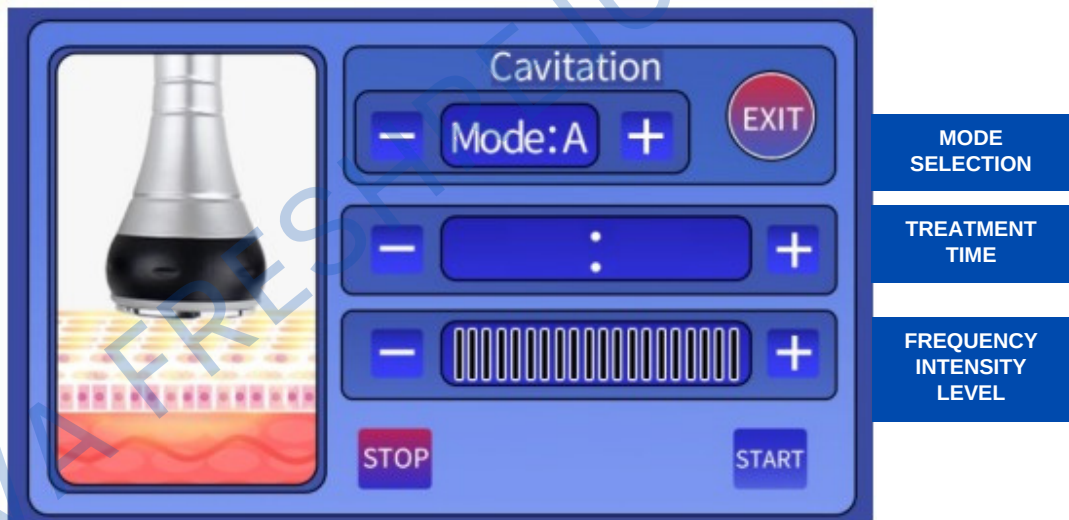 Cavitation
− Mode:A +
EXIT
MODE
SELECTION
− : +
TREATMENT
TIME
− +
FREQUENCY
INTENSITY
LEVEL
STOP
START